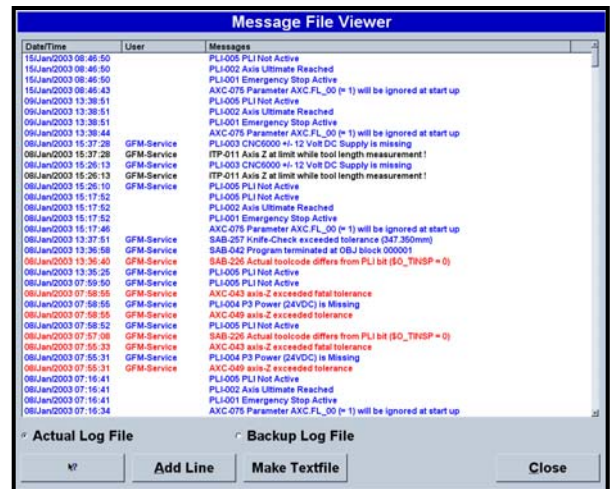 Message File Viewer
Date/Time User Messages
15/Jan/2003 08:46:50 PLI-005 PLI Not Active
15/Jan/2003 08:46:50 PLI-002 Axis Ultimate Reached
15/Jan/2003 08:46:50 PLI-001 Emergency Stop Active
15/Jan/2003 08:46:43 AXC-075 Parameter AXC.FL_00 (= 1) will be ignored at start up
09/Jan/2003 13:38:51 PLI-005 PLI Not Active
09/Jan/2003 13:38:51 PLI-002 Axis Ultimate Reached
09/Jan/2003 13:38:51 PLI-001 Emergency Stop Active
09/Jan/2003 13:38:44 AXC-075 Parameter AXC.FL_00 (= 1) will be ignored at start up
08/Jan/2003 15:37:28 GFM-Service PLI-003 CNC6000 +/- 12 Volt DC Supply is missing
08/Jan/2003 15:37:28 GFM-Service ITP-011 Axis Z at limit while tool length measurement !
08/Jan/2003 15:26:13 GFM-Service PLI-003 CNC6000 +/- 12 Volt DC Supply is missing
08/Jan/2003 15:26:13 GFM-Service ITP-011 Axis Z at limit while tool length measurement !
08/Jan/2003 15:26:10 GFM-Service PLI-005 PLI Not Active
08/Jan/2003 15:17:52 PLI-005 PLI Not Active
08/Jan/2003 15:17:52 PLI-002 Axis Ultimate Reached
08/Jan/2003 15:17:52 PLI-001 Emergency Stop Active
08/Jan/2003 15:17:46 AXC-075 Parameter AXC.FL_00 (= 1) will be ignored at start up
08/Jan/2003 13:37:51 GFM-Service SAB-257 Knife-Check exceeded tolerance (347.350mm)
08/Jan/2003 13:36:58 GFM-Service SAB-042 Program terminated at OBJ block 000001
08/Jan/2003 13:36:40 GFM-Service SAB-226 Actual toolcode differs from PLI bit ($O_TINSP = 0)
08/Jan/2003 13:35:25 GFM-Service PLI-005 PLI Not Active
08/Jan/2003 07:59:50 GFM-Service PLI-005 PLI Not Active
08/Jan/2003 07:58:55 GFM-Service AXC-043 axis-Z exceeded fatal tolerance
08/Jan/2003 07:58:55 GFM-Service PLI-004 P3 Power (24VDC) is Missing
08/Jan/2003 07:58:55 GFM-Service AXC-049 axis-Z exceeded tolerance
08/Jan/2003 07:58:52 GFM-Service PLI-005 PLI Not Active
08/Jan/2003 07:57:08 GFM-Service SAB-226 Actual toolcode differs from PLI bit ($O_TINSP = 0)
08/Jan/2003 07:55:33 GFM-Service AXC-043 axis-Z exceeded fatal tolerance
08/Jan/2003 07:55:31 GFM-Service PLI-004 P3 Power (24VDC) is Missing
08/Jan/2003 07:55:31 GFM-Service AXC-049 axis-Z exceeded tolerance
08/Jan/2003 07:16:41 PLI-005 PLI Not Active
08/Jan/2003 07:16:41 PLI-002 Axis Ultimate Reached
08/Jan/2003 07:16:41 PLI-001 Emergency Stop Active
08/Jan/2003 07:16:34 AXC-075 Parameter AXC.FL_00 (= 1) will be ignored at start up
Actual Log File Backup Log File
Add Line Make Textfile Close